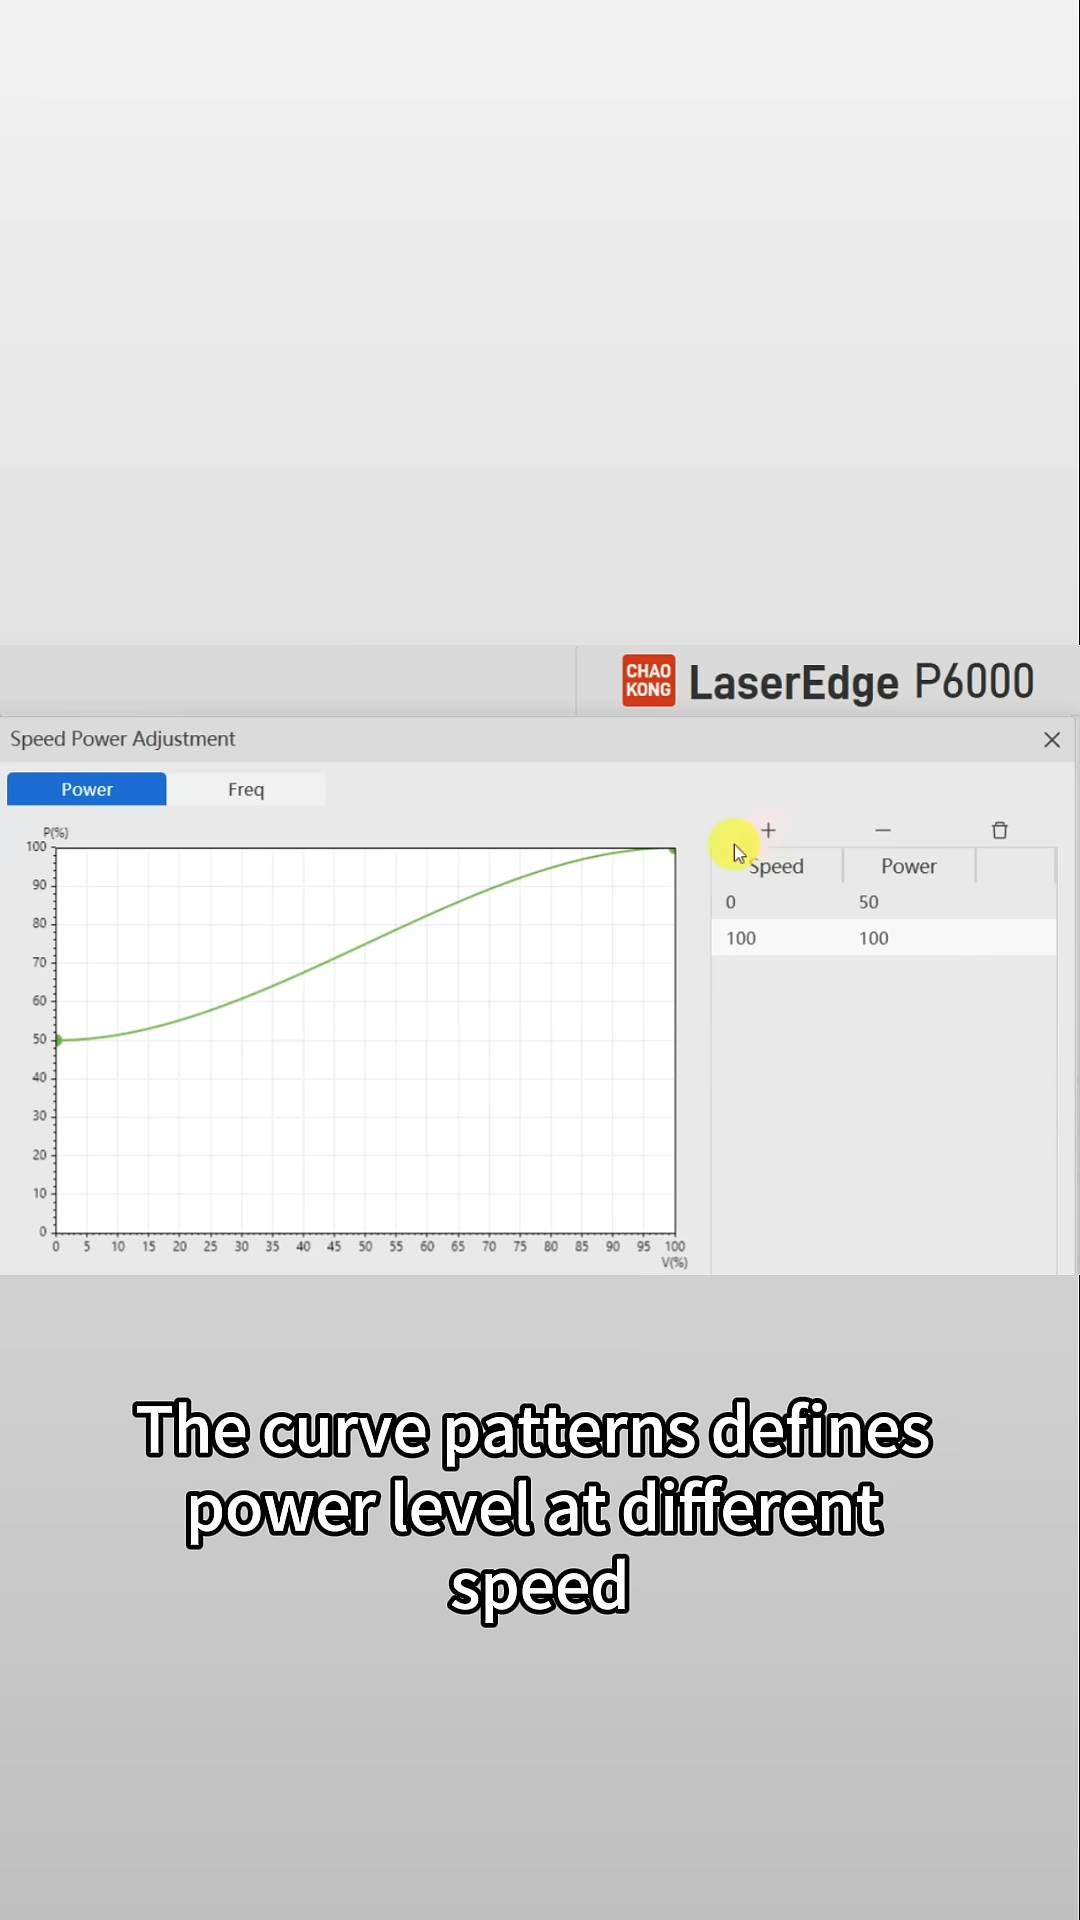 CHAO
KONG
LaserEdge P6000
Speed Power Adjustment
Power Freq
P(%)
100
90
80
70
60
50
40
30
20
10
0
0 5 10 15 20 25 30 35 40 45 50 55 60 65 70 75 80 85 90 95 100
V(%)
Speed Power
0 50
100 100
The curve patterns defines
power level at different
speed